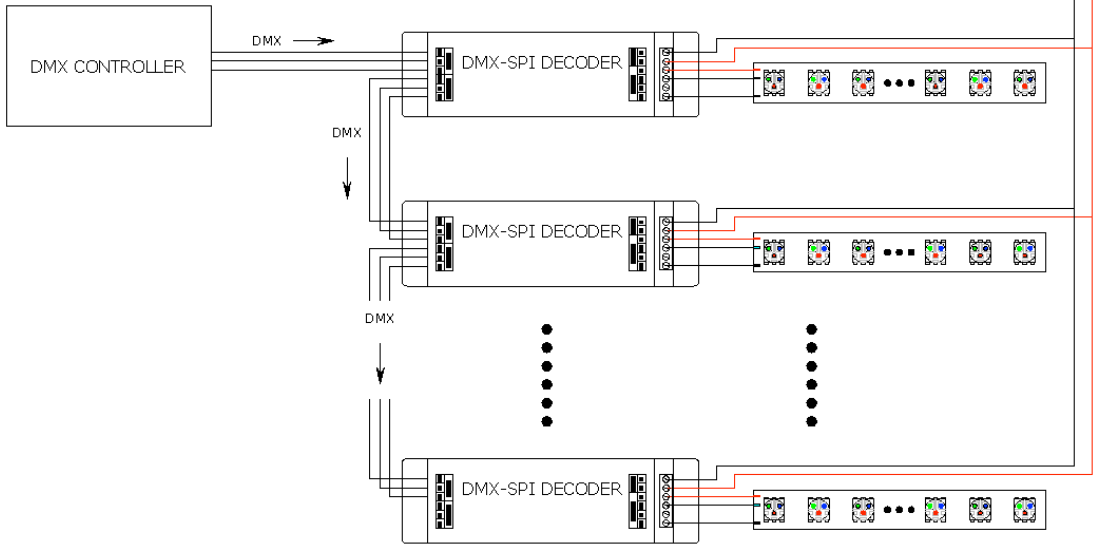 DMX CONTROLLER
DMX
DMX-SPI DECODER
DMX
DMX-SPI DECODER
DMX
DMX-SPI DECODER